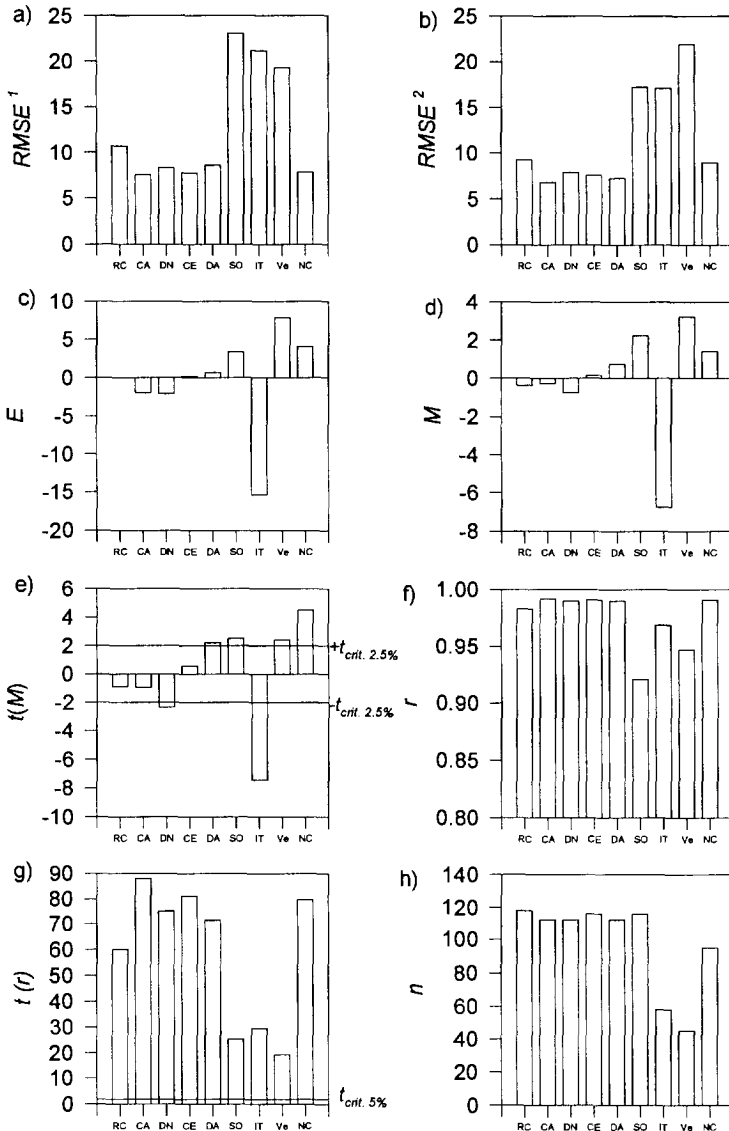 a)
25
20
15
10
5
0
RMSE 1
RC CA DN CE DA SO IT Ve NC
b)
25
20
15
10
5
0
RMSE 2
RC CA DN CE DA SO IT Ve NC
c)
10
5
0
-5
-10
-15
-20
E
RC CA DN CE DA SO IT Ve NC
d)
4
2
0
-2
-4
-6
-8
M
RC CA DN CE DA SO IT Ve NC
e)
6
4
2
0
-2
-4
-6
-8
-10
t(M)
+t crit. 2.5%
-t crit. 2.5%
RC CA DN CE DA SO IT Ve NC
f)
1.00
0.95
0.90
0.85
0.80
r
RC CA DN CE DA SO IT Ve NC
g)
90
80
70
60
50
40
30
20
10
0
t (r)
t crit. 5%
RC CA DN CE DA SO IT Ve NC
h)
140
120
100
80
60
40
20
0
n
RC CA DN CE DA SO IT Ve NC